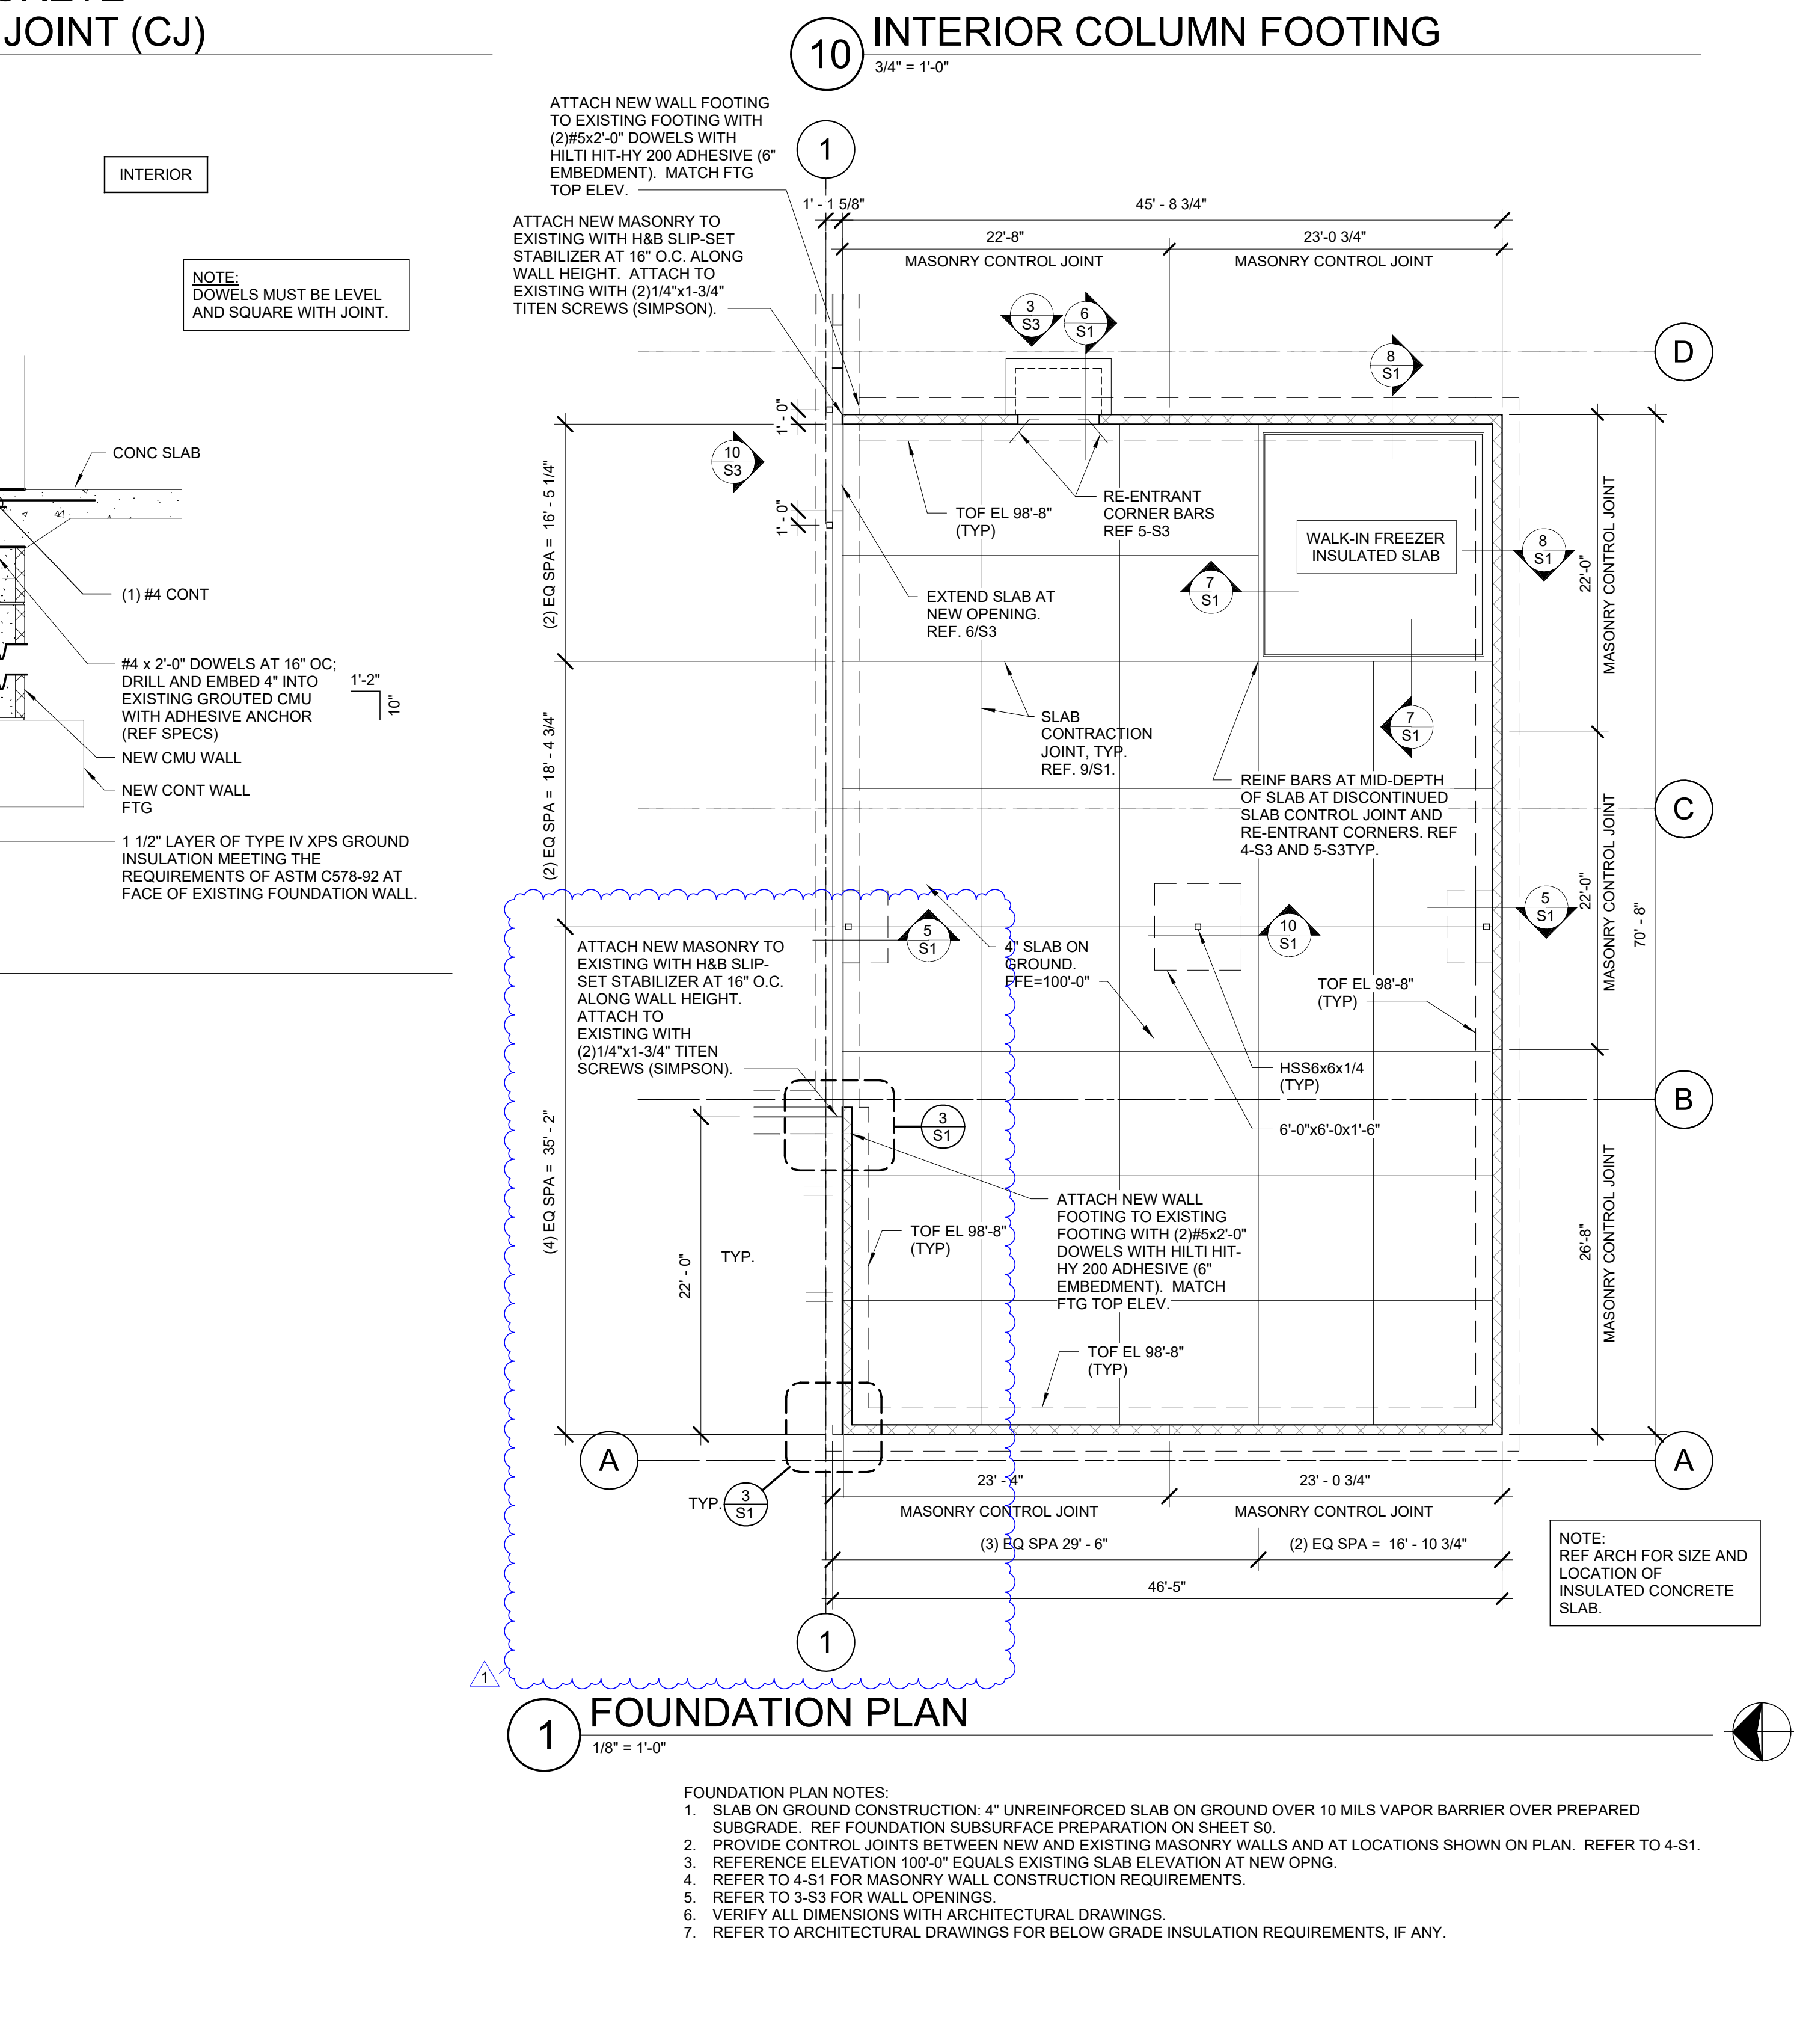 JOINT (CJ)
10
INTERIOR COLUMN FOOTING
3/4" = 1'-0"
INTERIOR
NOTE:
DOWELS MUST BE LEVEL
AND SQUARE WITH JOINT.
CONC SLAB
(1) #4 CONT
#4 x 2'-0" DOWELS AT 16" OC;
DRILL AND EMBED 4" INTO
EXISTING GROUTED CMU
WITH ADHESIVE ANCHOR
(REF SPECS)
1'-2"
10"
NEW CMU WALL
NEW CONT WALL
FTG
1 1/2" LAYER OF TYPE IV XPS GROUND
INSULATION MEETING THE
REQUIREMENTS OF ASTM C578-92 AT
FACE OF EXISTING FOUNDATION WALL.
ATTACH NEW WALL FOOTING
TO EXISTING FOOTING WITH
(2)#5x2'-0" DOWELS WITH
HILTI HIT-HY 200 ADHESIVE (6"
EMBEDMENT). MATCH FTG
TOP ELEV.
1
ATTACH NEW MASONRY TO
EXISTING WITH H&B SLIP-SET
STABILIZER AT 16" O.C. ALONG
WALL HEIGHT. ATTACH TO
EXISTING WITH (2)1/4"x1-3/4"
TITEN SCREWS (SIMPSON).
1' - 1 5/8"
45' - 8 3/4"
22'-8"
23'-0 3/4"
MASONRY CONTROL JOINT
MASONRY CONTROL JOINT
3
S3
6
S1
8
S1
D
1' - 0"
10
S3
(2) EQ SPA = 16' - 5 1/4"
1' - 0"
TOF EL 98'-8"
(TYP)
RE-ENTRANT
CORNER BARS
REF 5-S3
WALK-IN FREEZER
INSULATED SLAB
8
S1
22'-0"
MASONRY CONTROL JOINT
7
S1
EXTEND SLAB AT
NEW OPENING.
REF. 6/S3
SLAB
CONTRACTION
JOINT, TYP.
REF. 9/S1.
7
S1
REINF BARS AT MID-DEPTH
OF SLAB AT DISCONTINUED
SLAB CONTROL JOINT AND
RE-ENTRANT CORNERS. REF
4-S3 AND 5-S3TYP.
(2) EQ SPA = 18' - 4 3/4"
C
22'-0"
MASONRY CONTROL JOINT
70' - 8"
5
S1
5
S1
10
S1
4" SLAB ON
GROUND.
FFE=100'-0"
ATTACH NEW MASONRY TO
EXISTING WITH H&B SLIP-
SET STABILIZER AT 16" O.C.
ALONG WALL HEIGHT.
ATTACH TO
EXISTING WITH
(2)1/4"x1-3/4" TITEN
SCREWS (SIMPSON).
TOF EL 98'-8"
(TYP)
HSS6x6x1/4
(TYP)
B
6'-0"x6'-0x1'-6"
3
S1
(4) EQ SPA = 35' - 2"
22' - 0"
TYP.
TOF EL 98'-8"
(TYP)
ATTACH NEW WALL
FOOTING TO EXISTING
FOOTING WITH (2)#5x2'-0"
DOWELS WITH HILTI HIT-
HY 200 ADHESIVE (6"
EMBEDMENT). MATCH
FTG TOP ELEV.
26'-8"
MASONRY CONTROL JOINT
TOF EL 98'-8"
(TYP)
A
A
TYP.
3
S1
23' - 4"
23' - 0 3/4"
MASONRY CONTROL JOINT
MASONRY CONTROL JOINT
(3) EQ SPA 29' - 6"
(2) EQ SPA = 16' - 10 3/4"
46'-5"
NOTE:
REF ARCH FOR SIZE AND
LOCATION OF
INSULATED CONCRETE
SLAB.
1
1
1
FOUNDATION PLAN
1/8" = 1'-0"
FOUNDATION PLAN NOTES:
1. SLAB ON GROUND CONSTRUCTION: 4" UNREINFORCED SLAB ON GROUND OVER 10 MILS VAPOR BARRIER OVER PREPARED
SUBGRADE. REF FOUNDATION SUBSURFACE PREPARATION ON SHEET S0.
2. PROVIDE CONTROL JOINTS BETWEEN NEW AND EXISTING MASONRY WALLS AND AT LOCATIONS SHOWN ON PLAN. REFER TO 4-S1.
3. REFERENCE ELEVATION 100'-0" EQUALS EXISTING SLAB ELEVATION AT NEW OPNG.
4. REFER TO 4-S1 FOR MASONRY WALL CONSTRUCTION REQUIREMENTS.
5. REFER TO 3-S3 FOR WALL OPENINGS.
6. VERIFY ALL DIMENSIONS WITH ARCHITECTURAL DRAWINGS.
7. REFER TO ARCHITECTURAL DRAWINGS FOR BELOW GRADE INSULATION REQUIREMENTS, IF ANY.